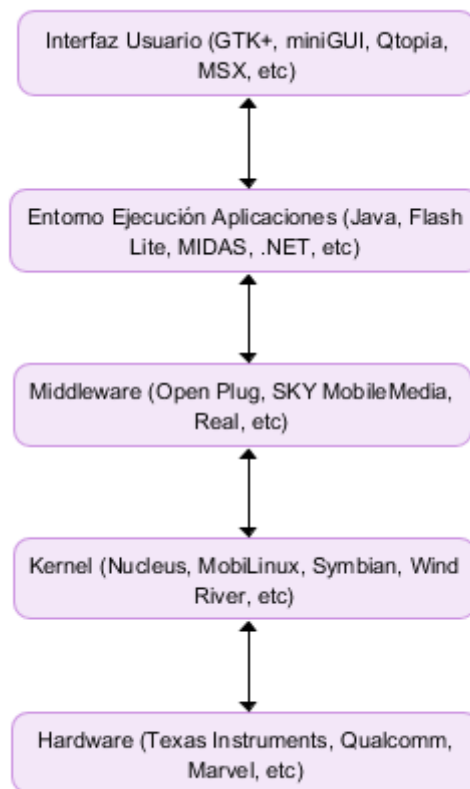 Interfaz Usuario (GTK+, miniGUI, Qtopia,
MSX, etc)
Entorno Ejecución Aplicaciones (Java, Flash
Lite, MIDAS, .NET, etc)
Middleware (Open Plug, SKY MobileMedia,
Real, etc)
Kernel (Nucleus, MobiLinux, Symbian, Wind
River, etc)
Hardware (Texas Instruments, Qualcomm,
Marvel, etc)